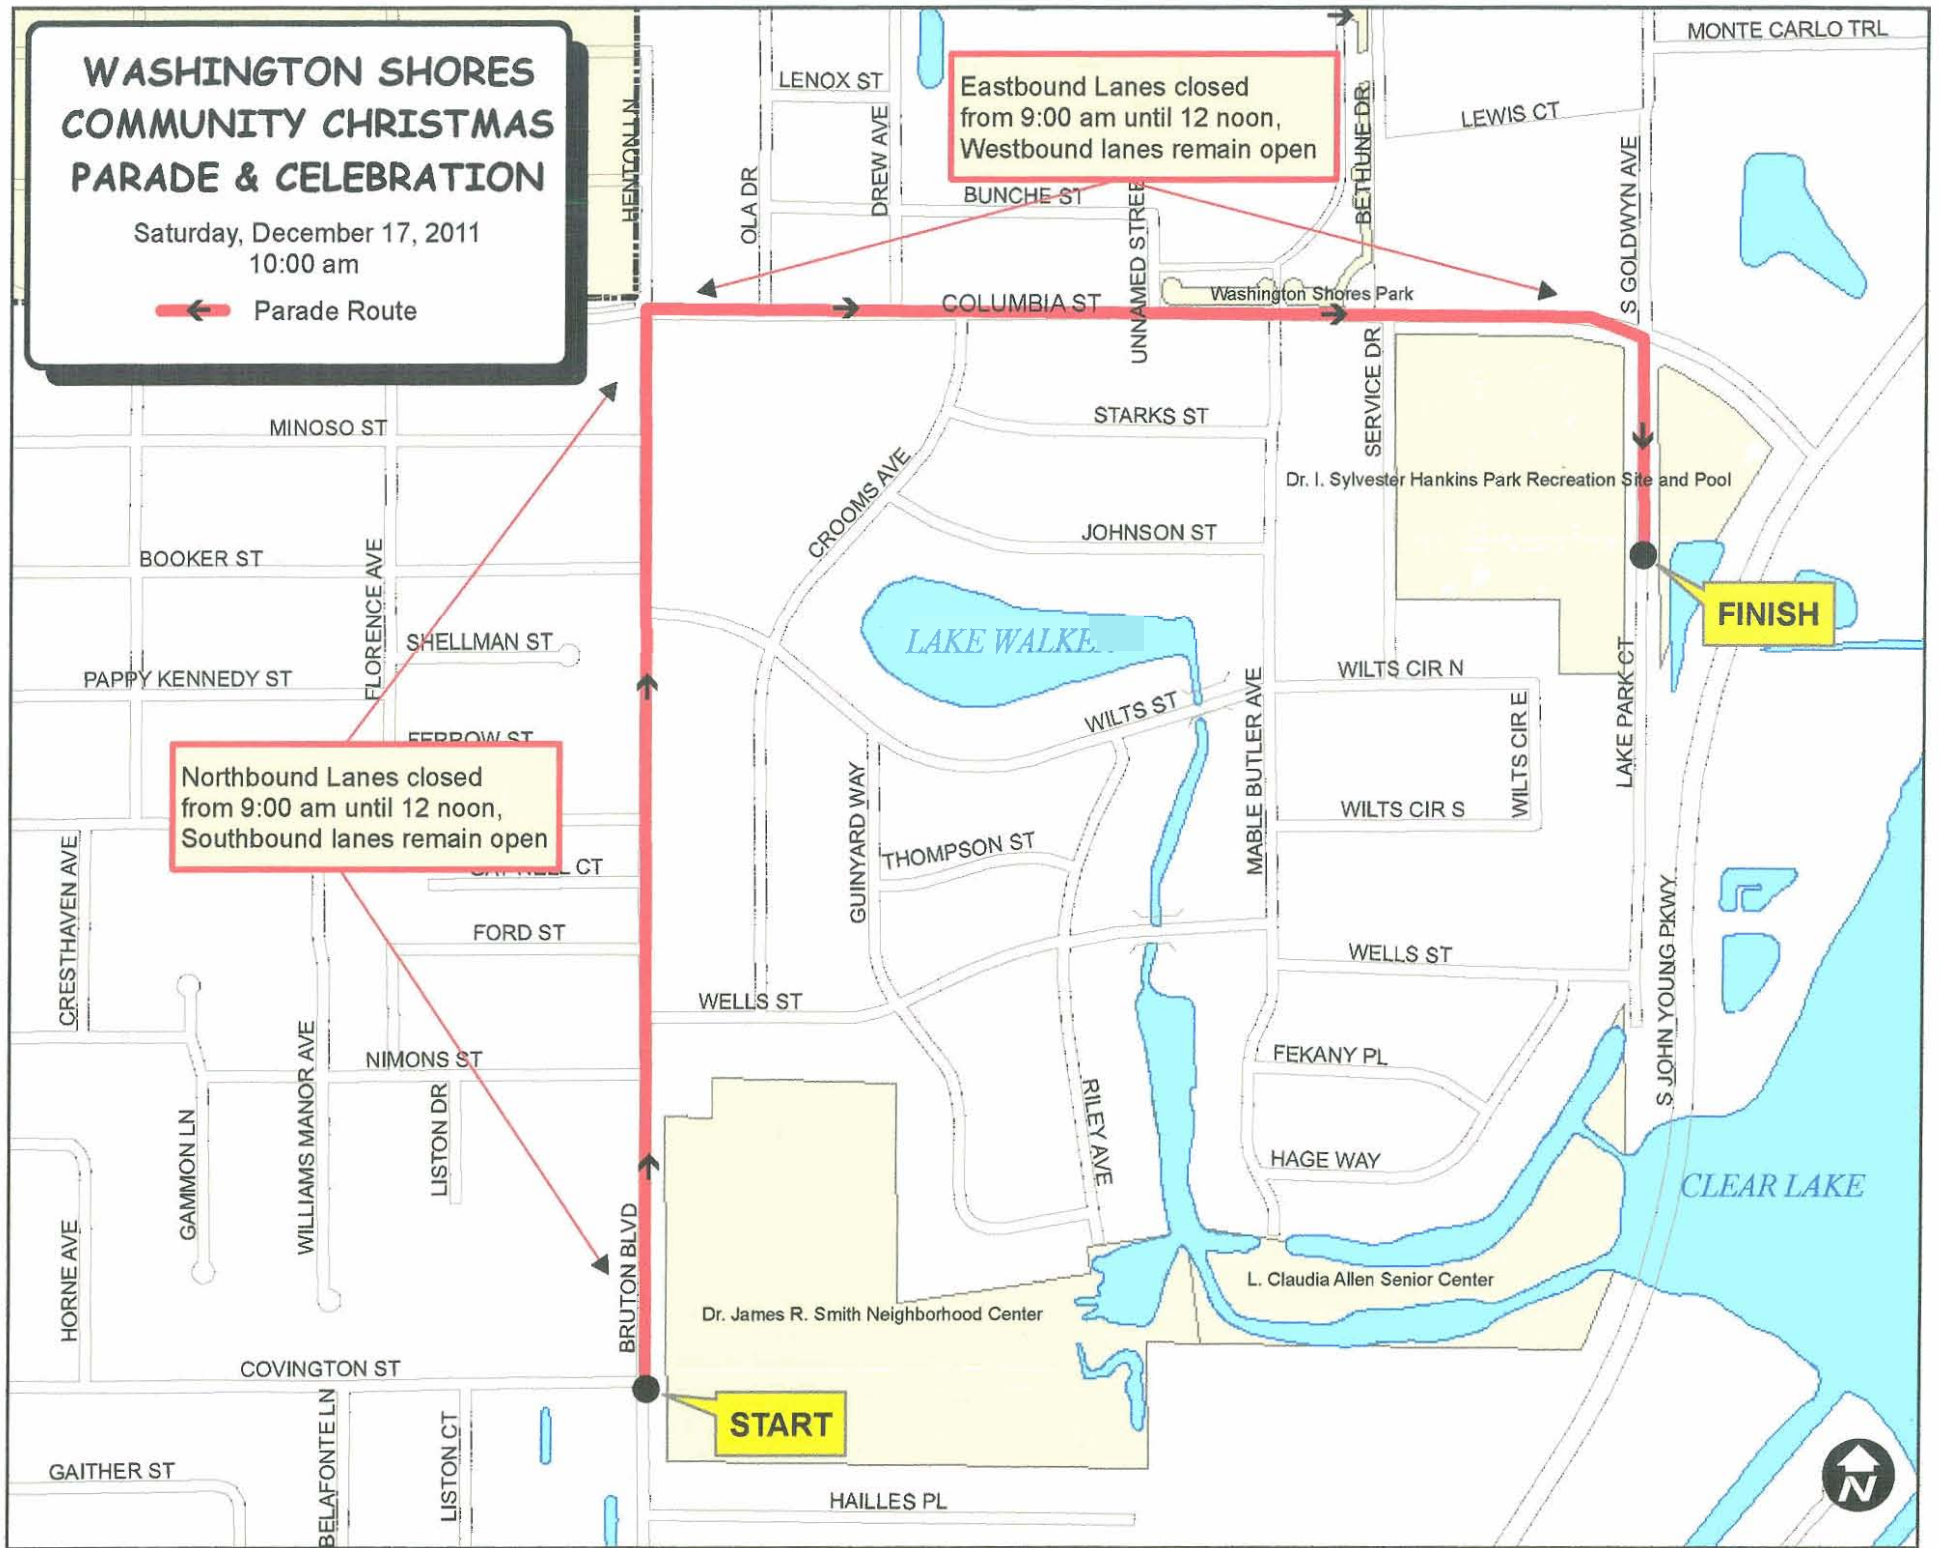 WASHINGTON SHORES
COMMUNITY CHRISTMAS
PARADE & CELEBRATION
Saturday, December 17, 2011
10:00 am
Parade Route
MONTE CARLO TRL
LENOX ST
Eastbound Lanes closed
from 9:00 am until 12 noon,
Westbound lanes remain open
LEWIS CT
HENTON LN
OLA DR
DREW AVE
BUNCHE ST
UNNAMED STREE
BETHUNE DR
S GOLDWYN AVE
Washington Shores Park
COLUMBIA ST
MINOSO ST
STARKS ST
SERVICE DR
CROOMS AVE
Dr. I. Sylvester Hankins Park Recreation Site and Pool
JOHNSON ST
BOOKER ST
FLORENCE AVE
FINISH
SHELLMAN ST
LAKE WALKE
PAPPY KENNEDY ST
WILTS CIR N
WILTS ST
MABLE BUTLER AVE
WILTS CIR E
LAKE PARK CT
FERROW ST
Northbound Lanes closed
from 9:00 am until 12 noon,
Southbound lanes remain open
GUINYARD WAY
WILTS CIR S
THOMPSON ST
CT
CRESTHAVEN AVE
FORD ST
WELLS ST
WELLS ST
S JOHN YOUNG PKWY
NIMONS ST
FEKANY PL
WILLIAMS MANOR AVE
GAMMON LN
LISTON DR
RILEY AVE
HAGE WAY
CLEAR LAKE
HORNE AVE
BRUTON BLVD
L. Claudia Allen Senior Center
Dr. James R. Smith Neighborhood Center
COVINGTON ST
START
BELAFONTE LN
LISTON CT
GAITHER ST
HAILLES PL
N